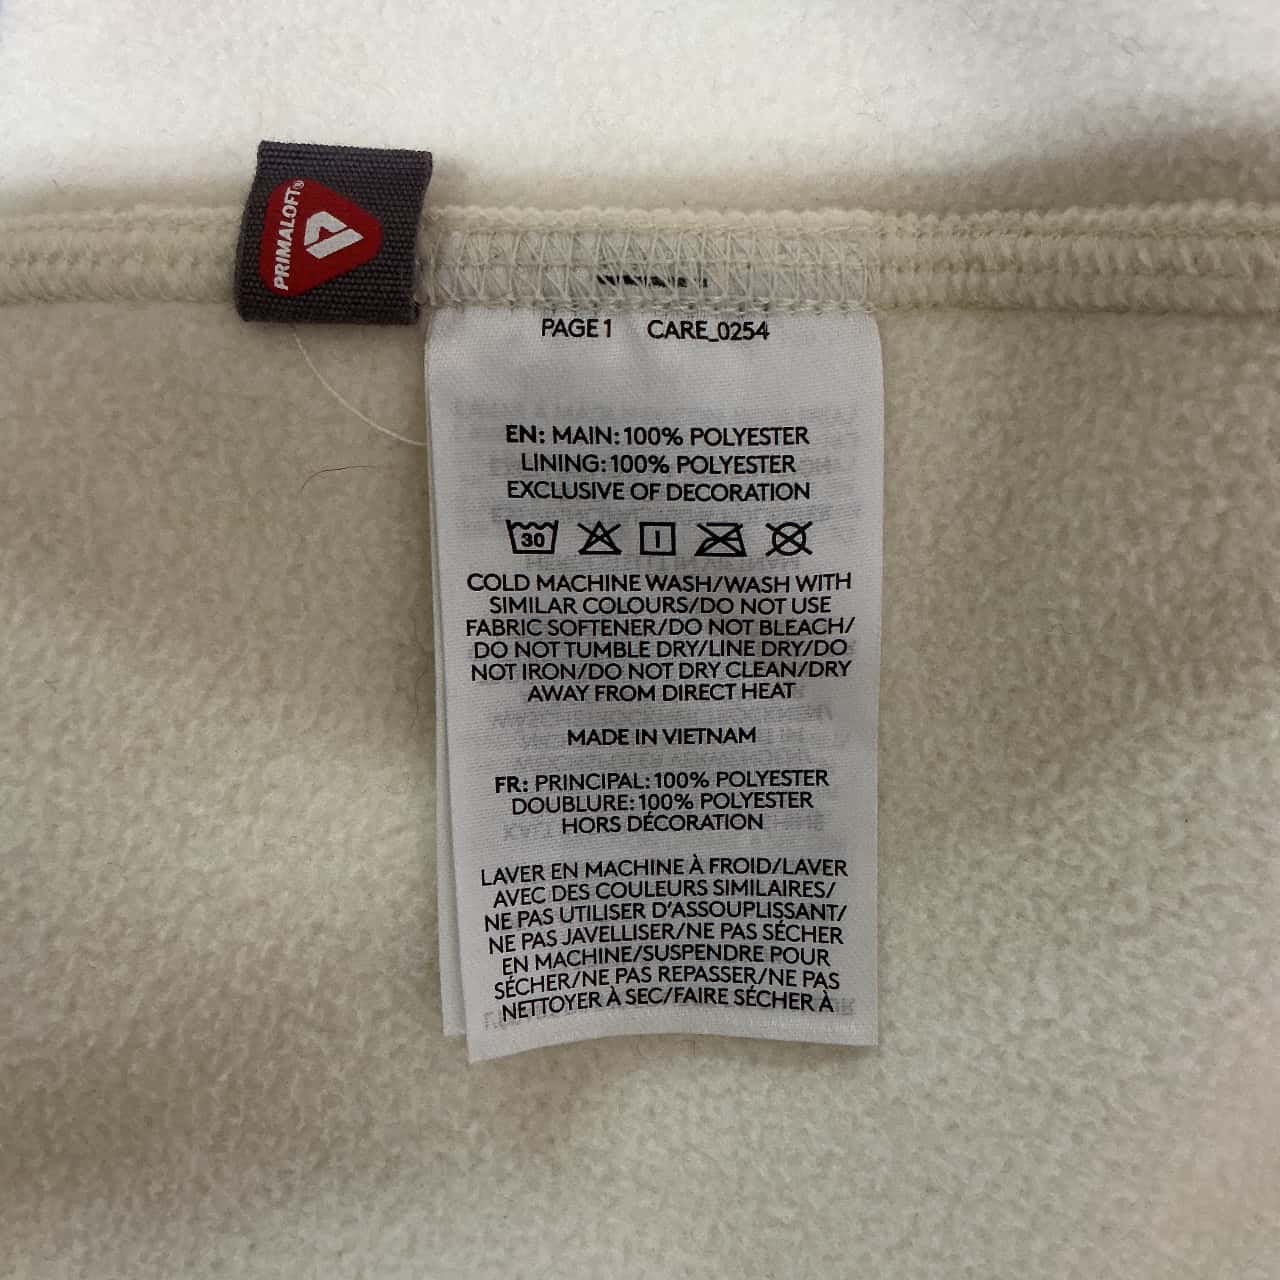 PRIMALOFT®
PAGE 1 CARE_0254
EN: MAIN: 100% POLYESTER
LINING: 100% POLYESTER
EXCLUSIVE OF DECORATION
30
COLD MACHINE WASH/WASH WITH
SIMILAR COLOURS/DO NOT USE
FABRIC SOFTENER/DO NOT BLEACH/
DO NOT TUMBLE DRY/LINE DRY/DO
NOT IRON/DO NOT DRY CLEAN/DRY
AWAY FROM DIRECT HEAT
MADE IN VIETNAM
FR: PRINCIPAL: 100% POLYESTER
DOUBLURE: 100% POLYESTER
HORS DÉCORATION
LAVER EN MACHINE À FROID/LAVER
AVEC DES COULEURS SIMILAIRES/
NE PAS UTILISER D'ASSOUPLISSANT/
NE PAS JAVELLISER/NE PAS SÉCHER
EN MACHINE/SUSPENDRE POUR
SÉCHER/NE PAS REPASSER/NE PAS
NETTOYER À SEC/FAIRE SÉCHER À